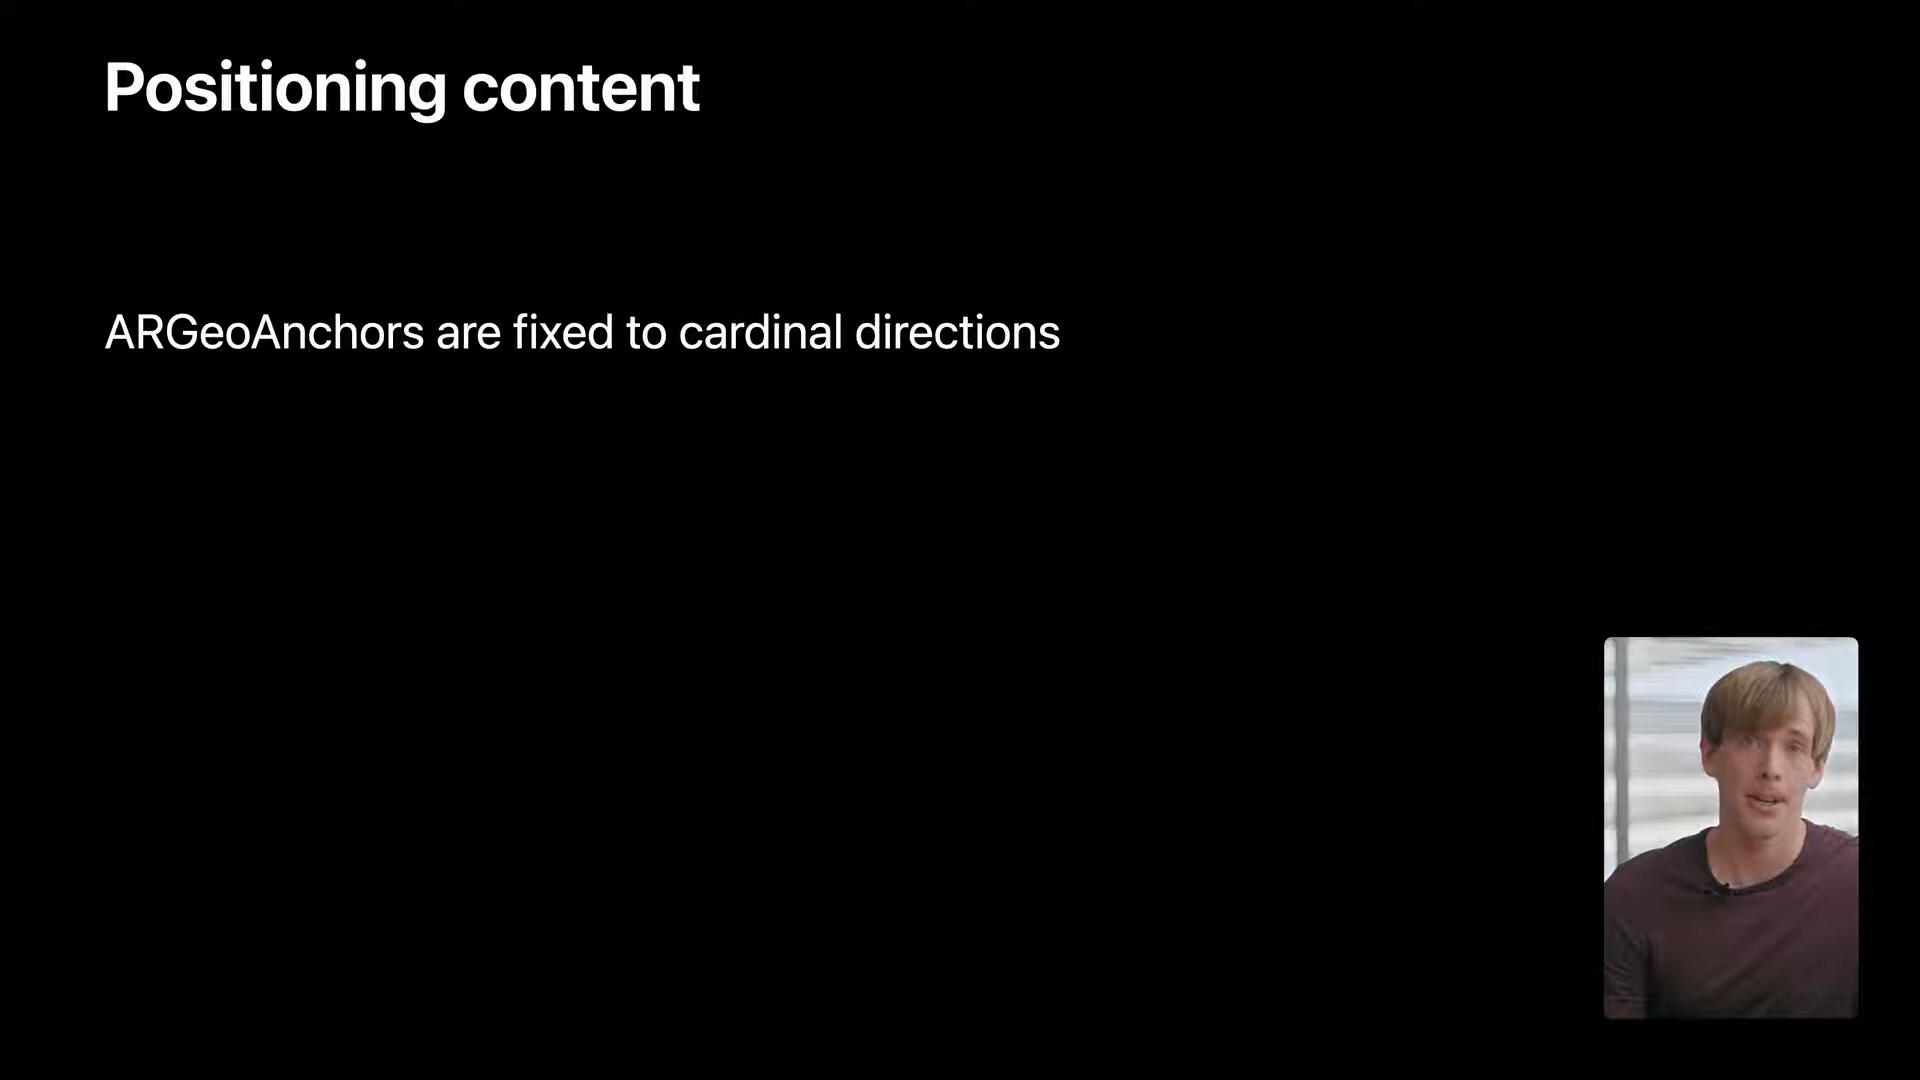 Positioning content
ARGeoAnchors are fixed to cardinal directions